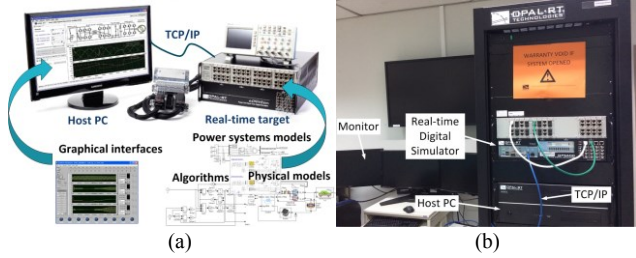 TCP/IP
Host PC
Real-time target
Power systems models
Graphical interfaces
Algorithms
Physical models
(a)
OPAL-RT
TECHNOLOGIES
WARRANTY VOID IF
SYSTEM OPENED
Monitor
Real-time
Digital
Simulator
TCP/IP
Host PC
(b)